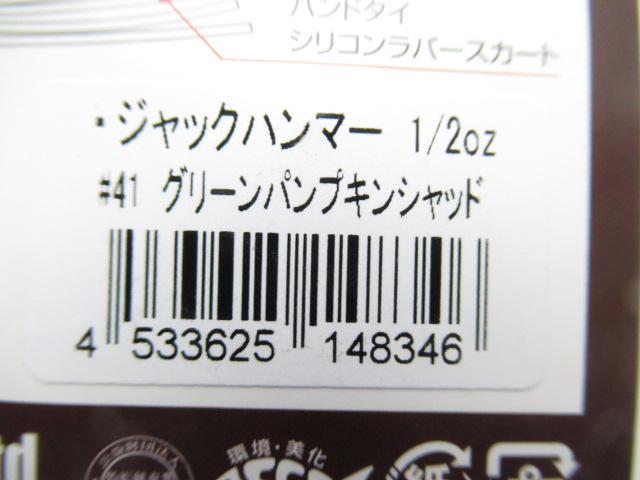 ハンドタイ
シリコンラバースカート
・ジャックハンマー 1/2oz
#41 グリーンパンプキンシャッド
4 533625 148346
環境・美化
紙